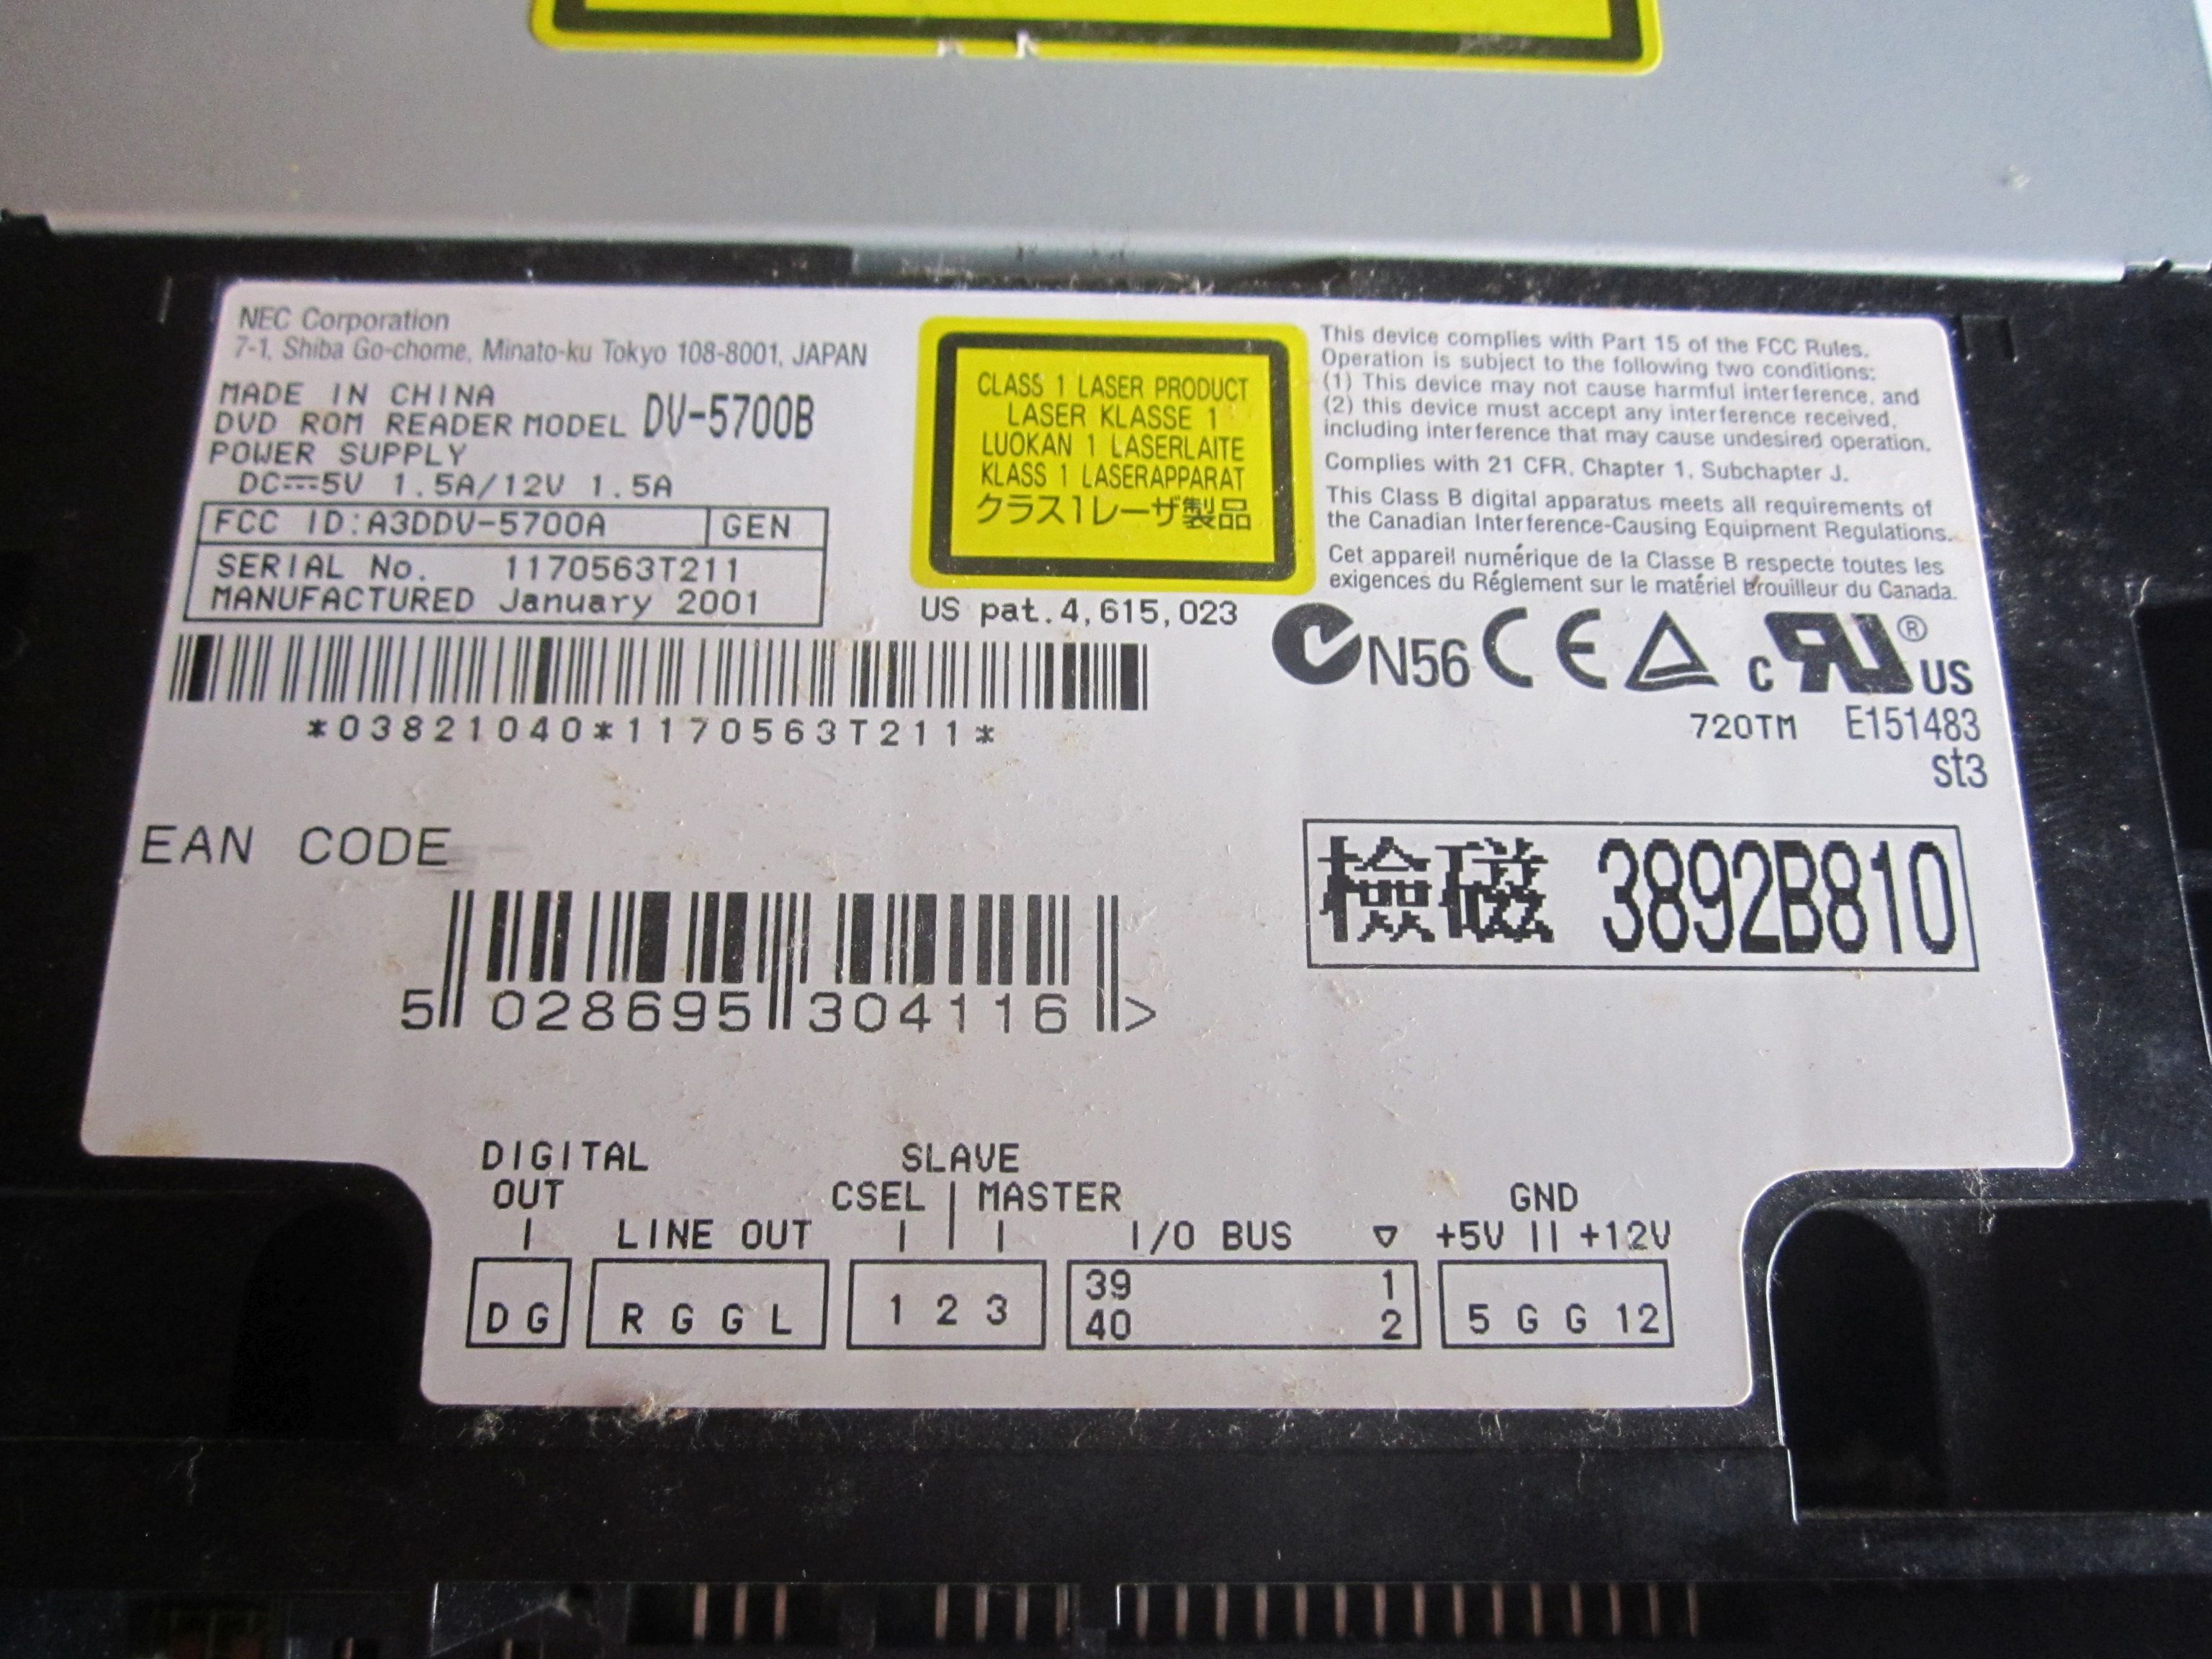 NEC Corporation
7-1, Shiba Go-chome, Minato-ku Tokyo 108-8001, JAPAN
MADE IN CHINA
DVD ROM READER MODEL DV-5700B
POWER SUPPLY
DC⎓5V 1.5A/12V 1.5A
FCC ID:A3DDV-5700A GEN
SERIAL No. 1170563T211
MANUFACTURED January 2001
*03821040*1170563T211*
CLASS 1 LASER PRODUCT
LASER KLASSE 1
LUOKAN 1 LASERLAITE
KLASS 1 LASERAPPARAT
クラス1レーザ製品
US pat.4,615,023
This device complies with Part 15 of the FCC Rules.
Operation is subject to the following two conditions:
(1) This device may not cause harmful interference, and
(2) this device must accept any interference received,
including interference that may cause undesired operation.
Complies with 21 CFR, Chapter 1, Subchapter J.
This Class B digital apparatus meets all requirements of
the Canadian Interference-Causing Equipment Regulations.
Cet appareil numérique de la Classe B respecte toutes les
exigences du Réglement sur le matériel brouilleur du Canada.
N56 CE c RU ® US
720TM E151483
st3
EAN CODE
5 028695 304116 >
檢磁 3892B810
DIGITAL
OUT
LINE OUT
SLAVE
CSEL MASTER
I/O BUS
GND
+5V +12V
D G
R G G L
1 2 3
39 1
40 2
5 G G 12